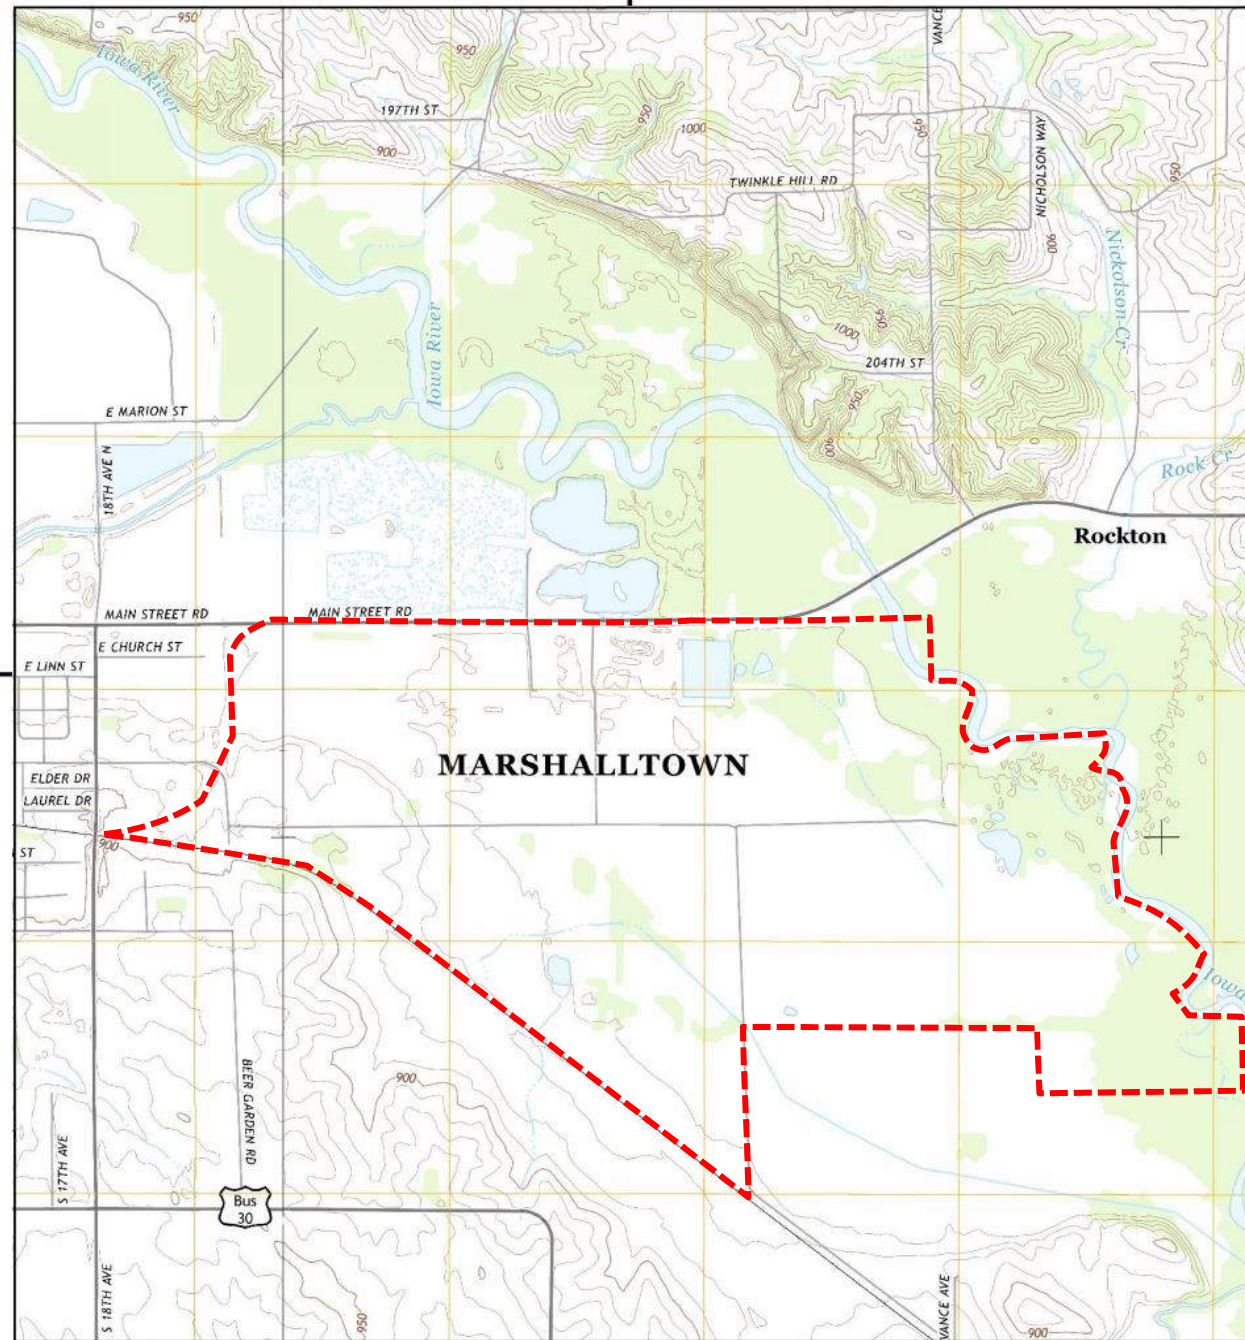 950
Iowa River
950
VANCE
197TH ST
900
950
1000
950
TWINKLE HILL RD
NICHOLSON WAY
950
900
Nickolson Cr
Iowa River
1000
950
204TH ST
950
900
E MARION ST
18TH AVE N
Rock Cr
Rockton
MAIN STREET RD
MAIN STREET RD
E CHURCH ST
E LINN ST
MARSHALLTOWN
ELDER DR
LAUREL DR
900
ST
Iowa
900
BEER GARDEN RD
S 17TH AVE
Bus
30
S 18TH AVE
950
VANCE AVE
900